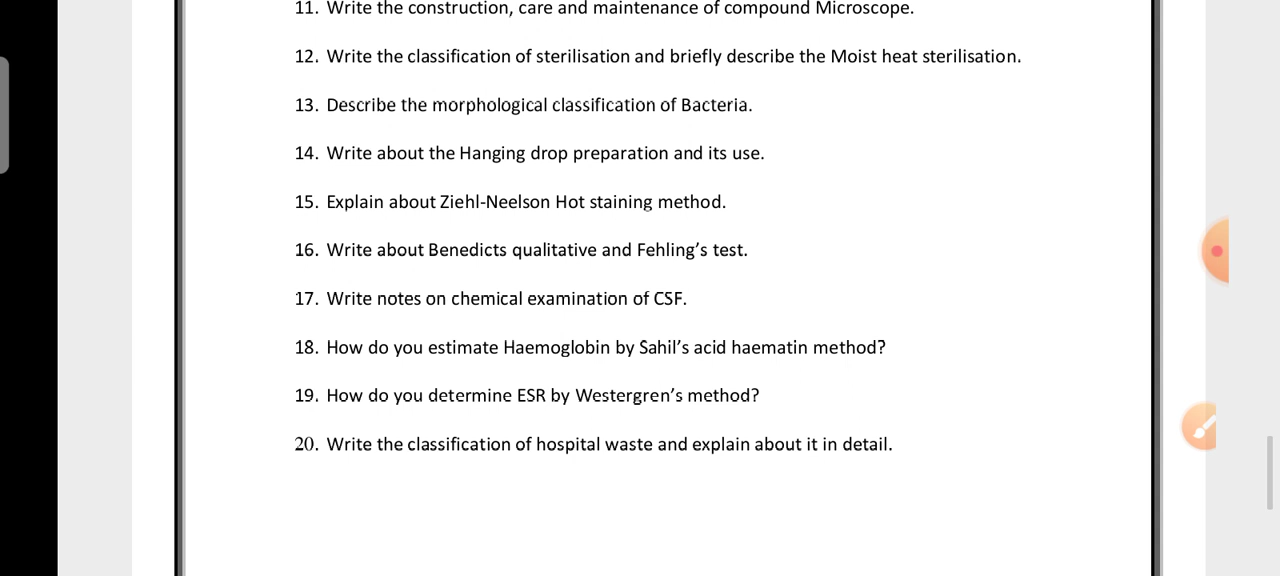 11. Write the construction, care and maintenance of compound Microscope.
12. Write the classification of sterilisation and briefly describe the Moist heat sterilisation.
13. Describe the morphological classification of Bacteria.
14. Write about the Hanging drop preparation and its use.
15. Explain about Ziehl-Neelson Hot staining method.
16. Write about Benedicts qualitative and Fehling’s test.
17. Write notes on chemical examination of CSF.
18. How do you estimate Haemoglobin by Sahil’s acid haematin method?
19. How do you determine ESR by Westergren’s method?
20. Write the classification of hospital waste and explain about it in detail.